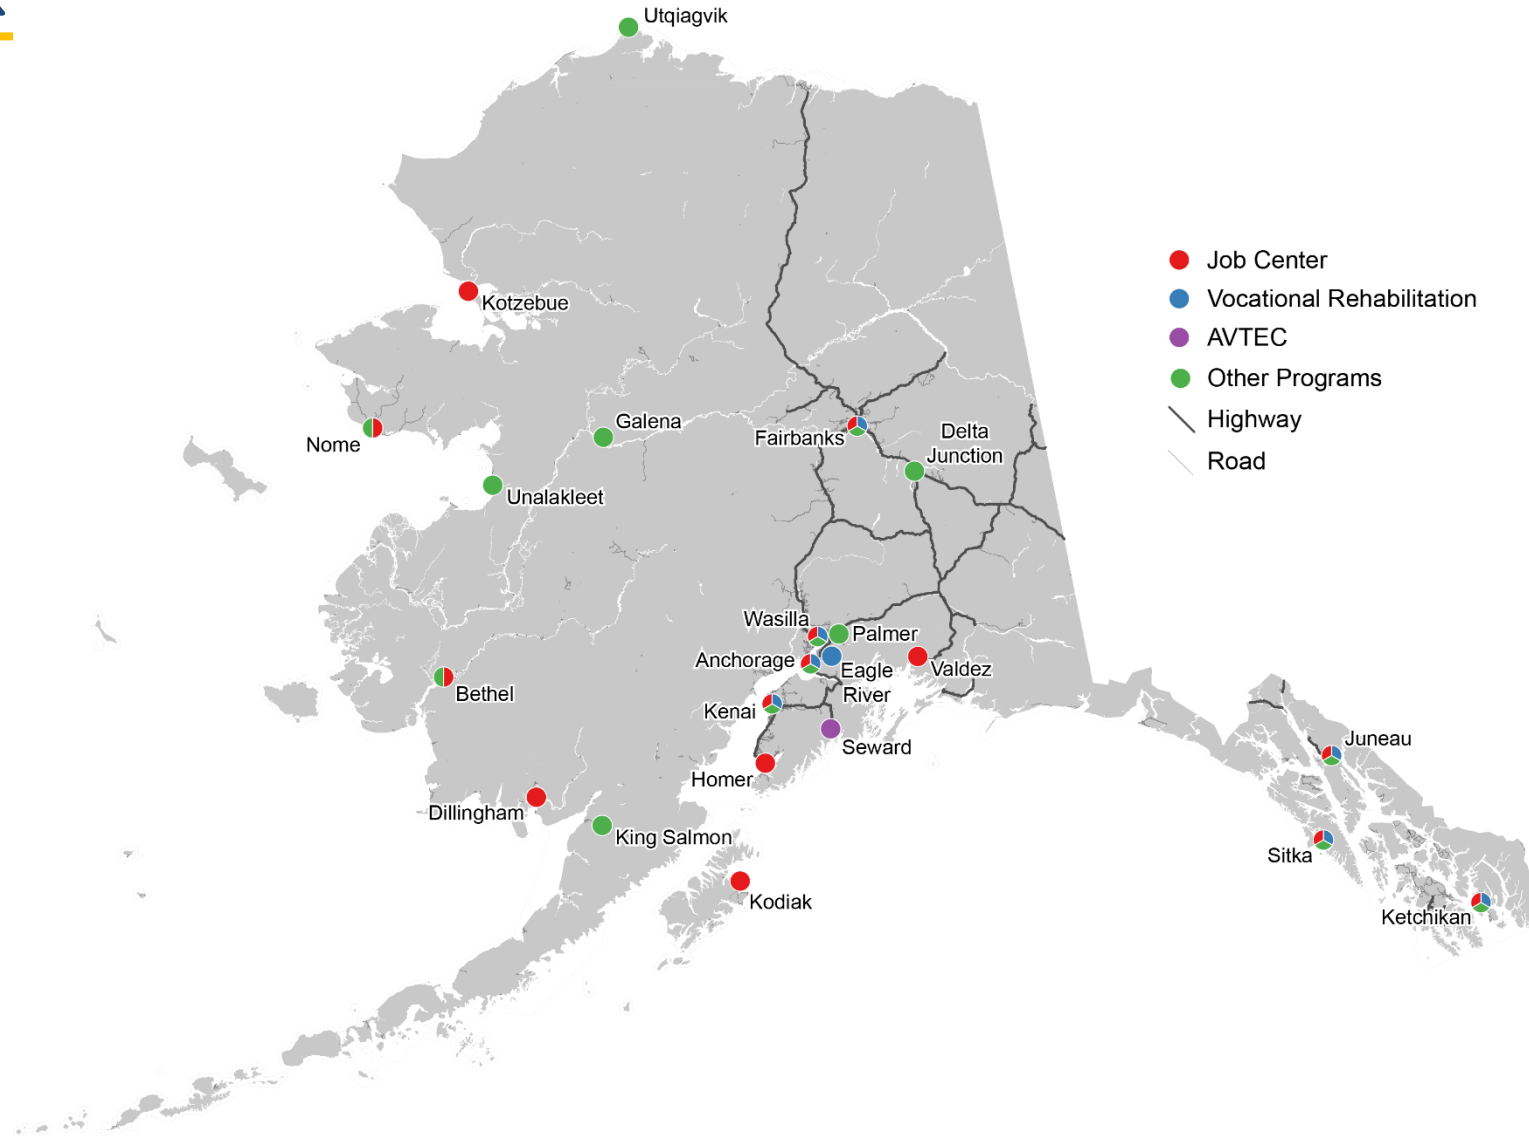 Utqiagvik
Job Center
Vocational Rehabilitation
AVTEC
Other Programs
Highway
Road
Kotzebue
Galena
Nome
Fairbanks
Delta
Junction
Unalakleet
Wasilla
Palmer
Anchorage
Eagle
River
Valdez
Bethel
Kenai
Seward
Juneau
Homer
Dillingham
King Salmon
Sitka
Kodiak
Ketchikan